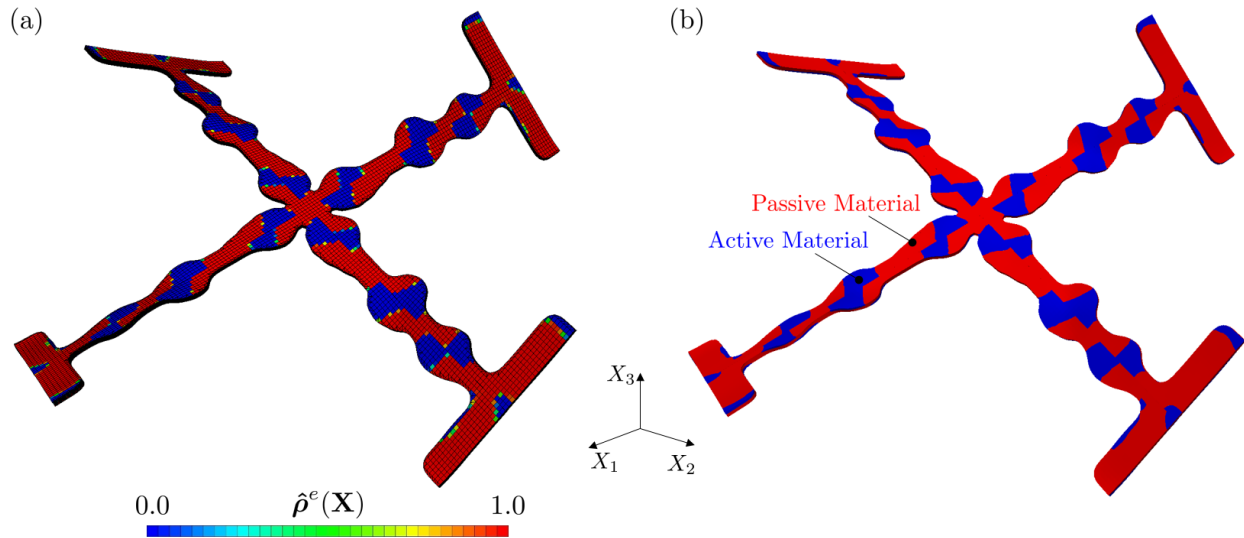 (a)
(b)
Passive Material
Active Material
X₃
X₁
X₂
0.0 ρ̂ᵉ(X) 1.0